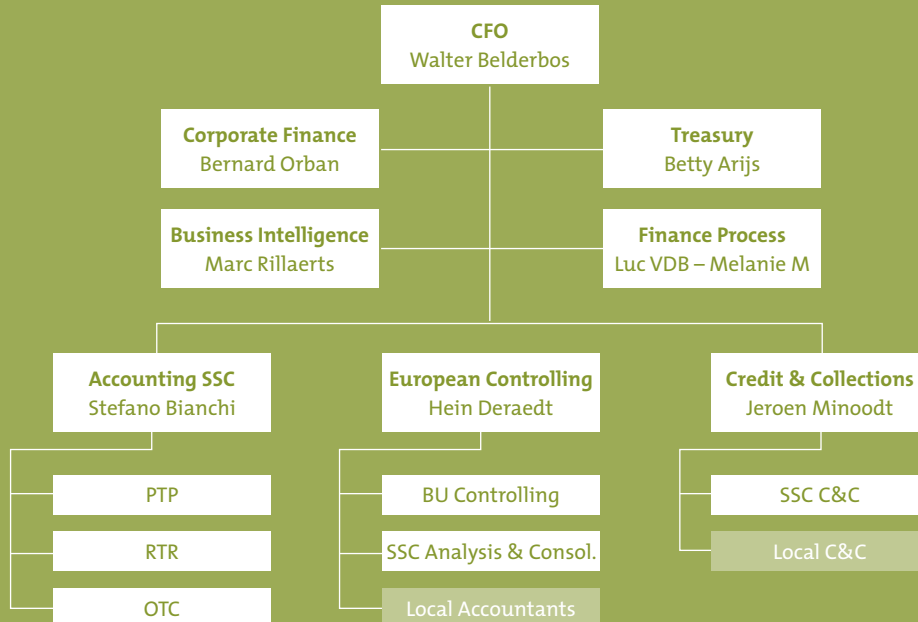 CFO
Walter Belderbos
Corporate Finance
Bernard Orban
Treasury
Betty Arijs
Business Intelligence
Marc Rillaerts
Finance Process
Luc VDB – Melanie M
Accounting SSC
Stefano Bianchi
European Controlling
Hein Deraedt
Credit & Collections
Jeroen Minoodt
PTP
BU Controlling
SSC C&C
RTR
SSC Analysis & Consol.
Local C&C
OTC
Local Accountants